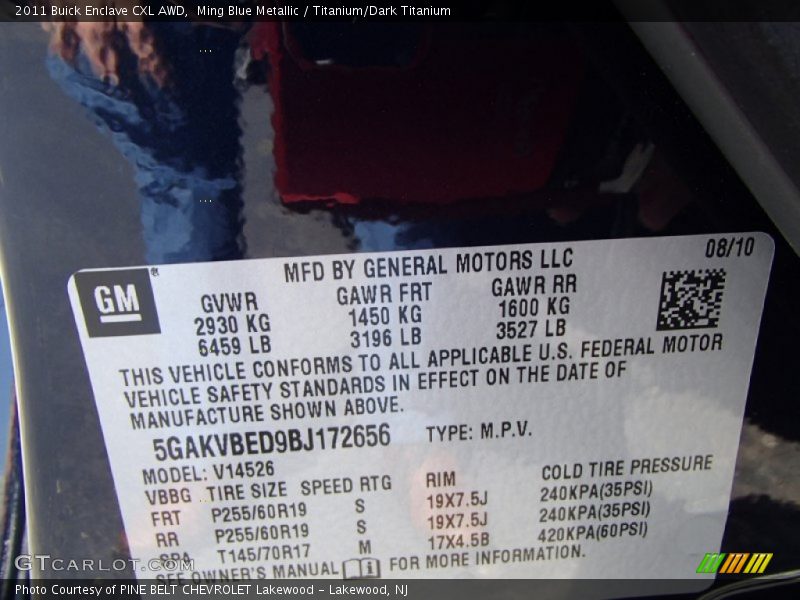 2011 Buick Enclave CXL AWD, Ming Blue Metallic / Titanium/Dark Titanium
08/10
MFD BY GENERAL MOTORS LLC
GM®
GVWR GAWR FRT GAWR RR
2930 KG 1450 KG 1600 KG
6459 LB 3196 LB 3527 LB
THIS VEHICLE CONFORMS TO ALL APPLICABLE U.S. FEDERAL MOTOR
VEHICLE SAFETY STANDARDS IN EFFECT ON THE DATE OF
MANUFACTURE SHOWN ABOVE.
5GAKVBED9BJ172656 TYPE: M.P.V.
MODEL: V14526
VBBG TIRE SIZE SPEED RTG RIM COLD TIRE PRESSURE
FRT P255/60R19 S 19X7.5J 240KPA(35PSI)
RR P255/60R19 S 19X7.5J 240KPA(35PSI)
SPA T145/70R17 M 17X4.5B 420KPA(60PSI)
SEE OWNER'S MANUAL FOR MORE INFORMATION.
GTCarLot.com
Photo Courtesy of PINE BELT CHEVROLET Lakewood - Lakewood, NJ